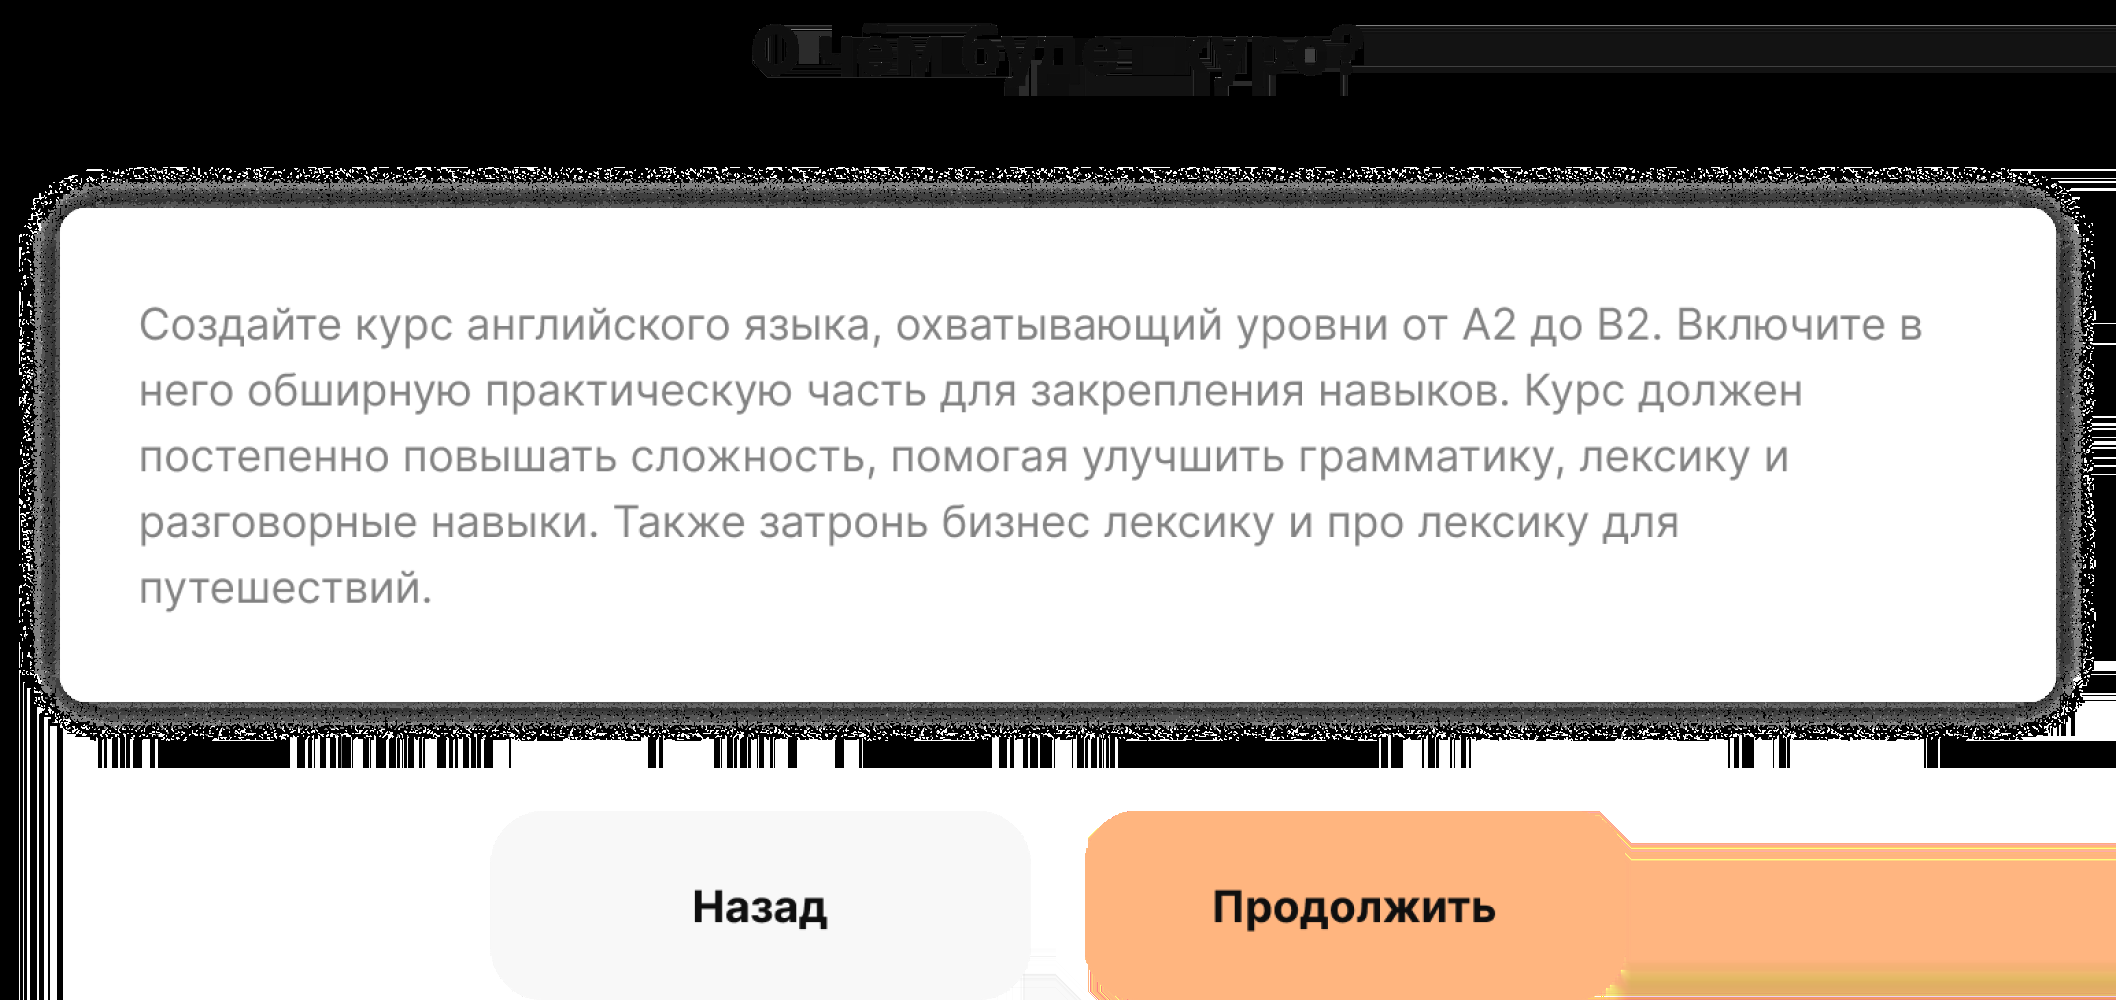 О чем будет курс?
Создайте курс английского языка, охватывающий уровни от A2 до B2. Включите в
него обширную практическую часть для закрепления навыков. Курс должен
постепенно повышать сложность, помогая улучшить грамматику, лексику и
разговорные навыки. Также затронь бизнес лексику и про лексику для
путешествий.
Назад
Продолжить